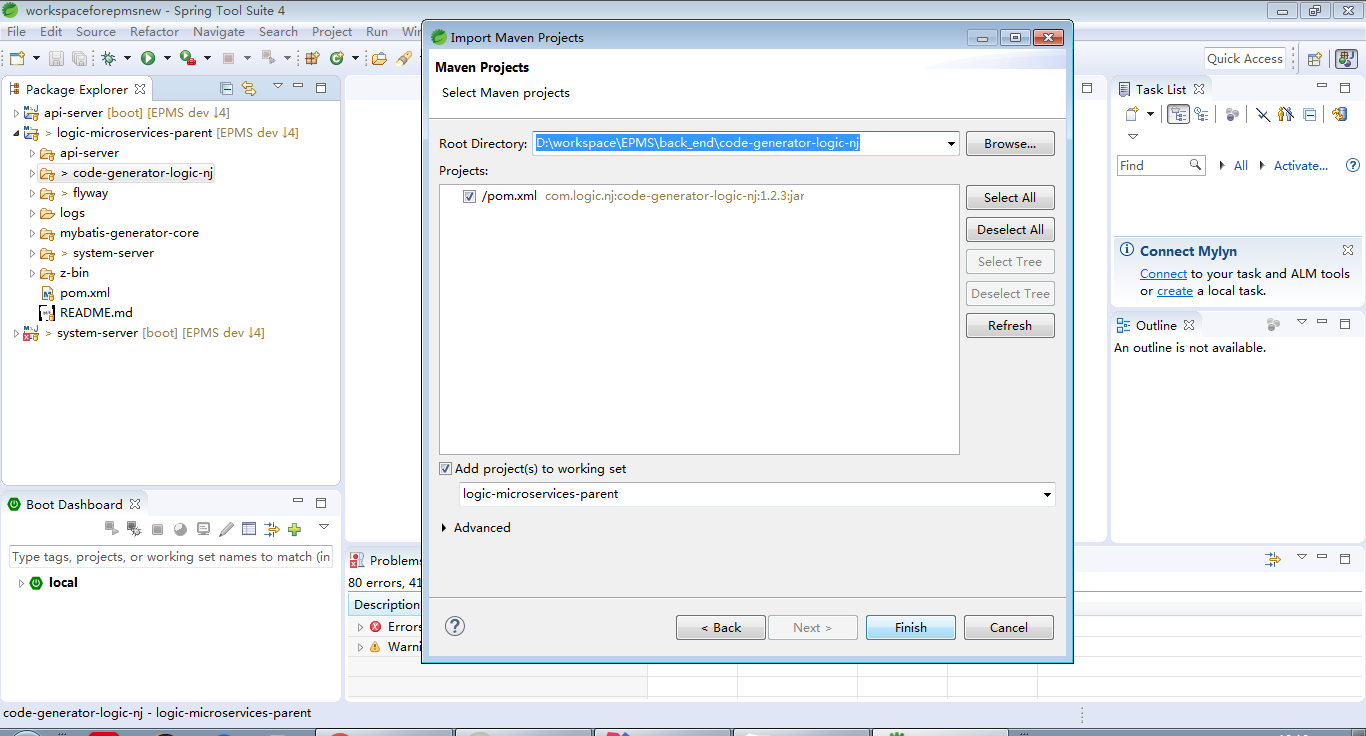 workspaceforepmsnew - Spring Tool Suite 4
File Edit Source Refactor Navigate Search Project Run Win
Quick Access
Package Explorer
api-server [boot] [EPMS dev ↓4]
> logic-microservices-parent [EPMS dev ↓4]
api-server
> code-generator-logic-nj
> flyway
logs
mybatis-generator-core
> system-server
z-bin
pom.xml
README.md
> system-server [boot] [EPMS dev ↓4]
Boot Dashboard
Type tags, projects, or working set names to match (in
local
Import Maven Projects
Maven Projects
Select Maven projects
Root Directory: D:\workspace\EPMS\back_end\code-generator-logic-nj Browse...
Projects:
/pom.xml com.logic.nj:code-generator-logic-nj:1.2.3:jar
Select All
Deselect All
Select Tree
Deselect Tree
Refresh
Add project(s) to working set
logic-microservices-parent
Advanced
? < Back Next > Finish Cancel
Problems
80 errors, 41
Description
Errors
Warni
Task List
Find All Activate... ?
Connect Mylyn
Connect to your task and ALM tools
or create a local task.
Outline
An outline is not available.
code-generator-logic-nj - logic-microservices-parent